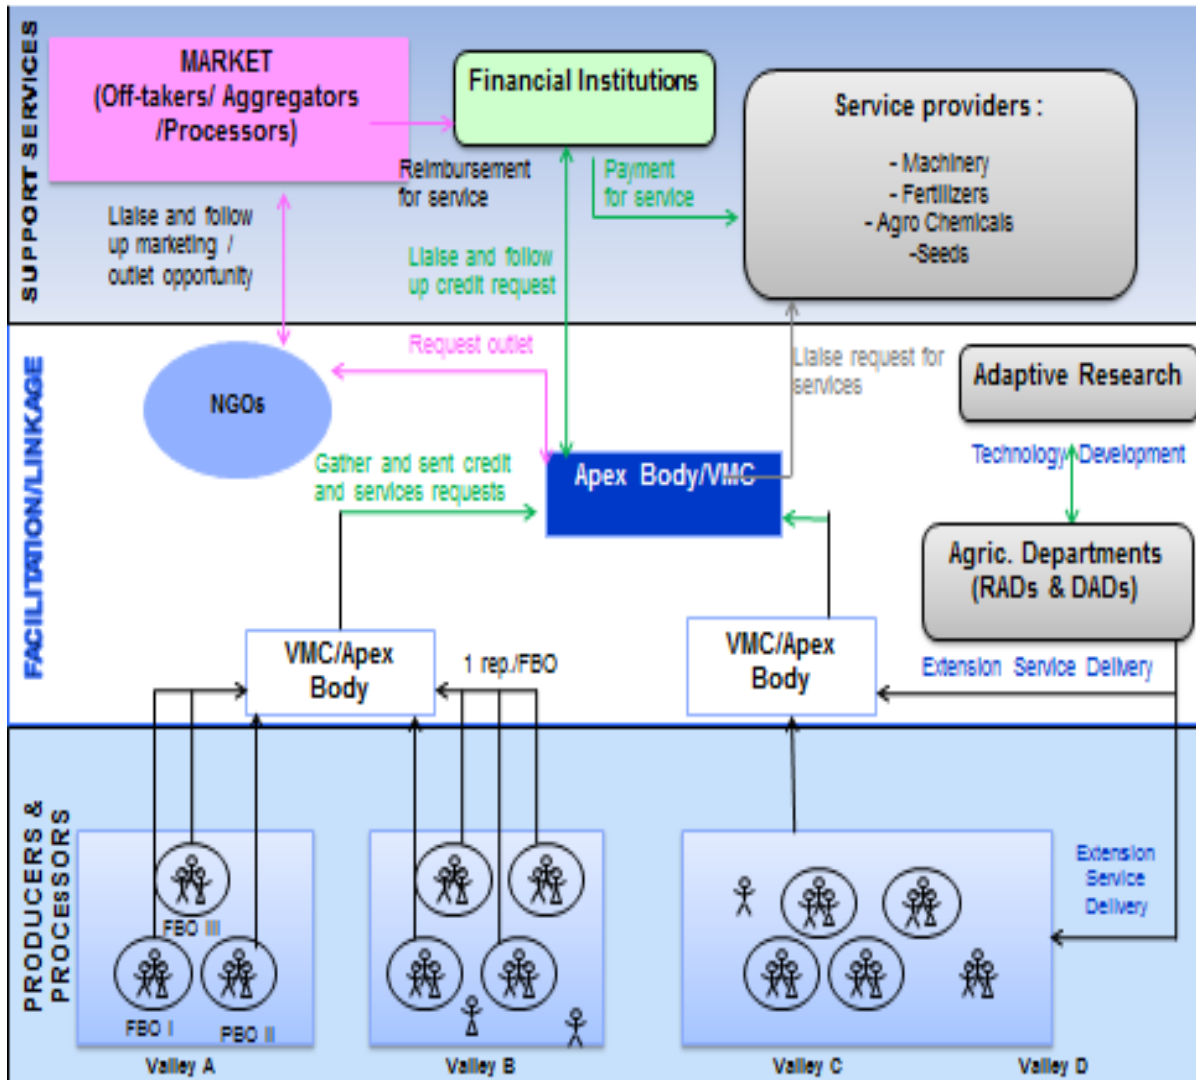 SUPPORT SERVICES
MARKET
(Off-takers/ Aggregators
/Processors)
Financial Institutions
Service providers :
- Machinery
- Fertilizers
- Agro Chemicals
-Seeds
Reimbursement
for service
Payment
for service
Liaise and follow
up marketing /
outlet opportunity
Liaise and follow
up credit request
FACILITATION/LINKAGE
Request outlet
Liaise request for
services
Adaptive Research
NGOs
Technology Development
Gather and sent credit
and services requests
Apex Body/VMC
Agric. Departments
(RADs & DADs)
VMC/Apex
Body
1 rep./FBO
VMC/Apex
Body
Extension Service Delivery
PRODUCERS &
PROCESSORS
Extension
Service
Delivery
FBO III
FBO I
PBO II
Valley A
Valley B
Valley C
Valley D